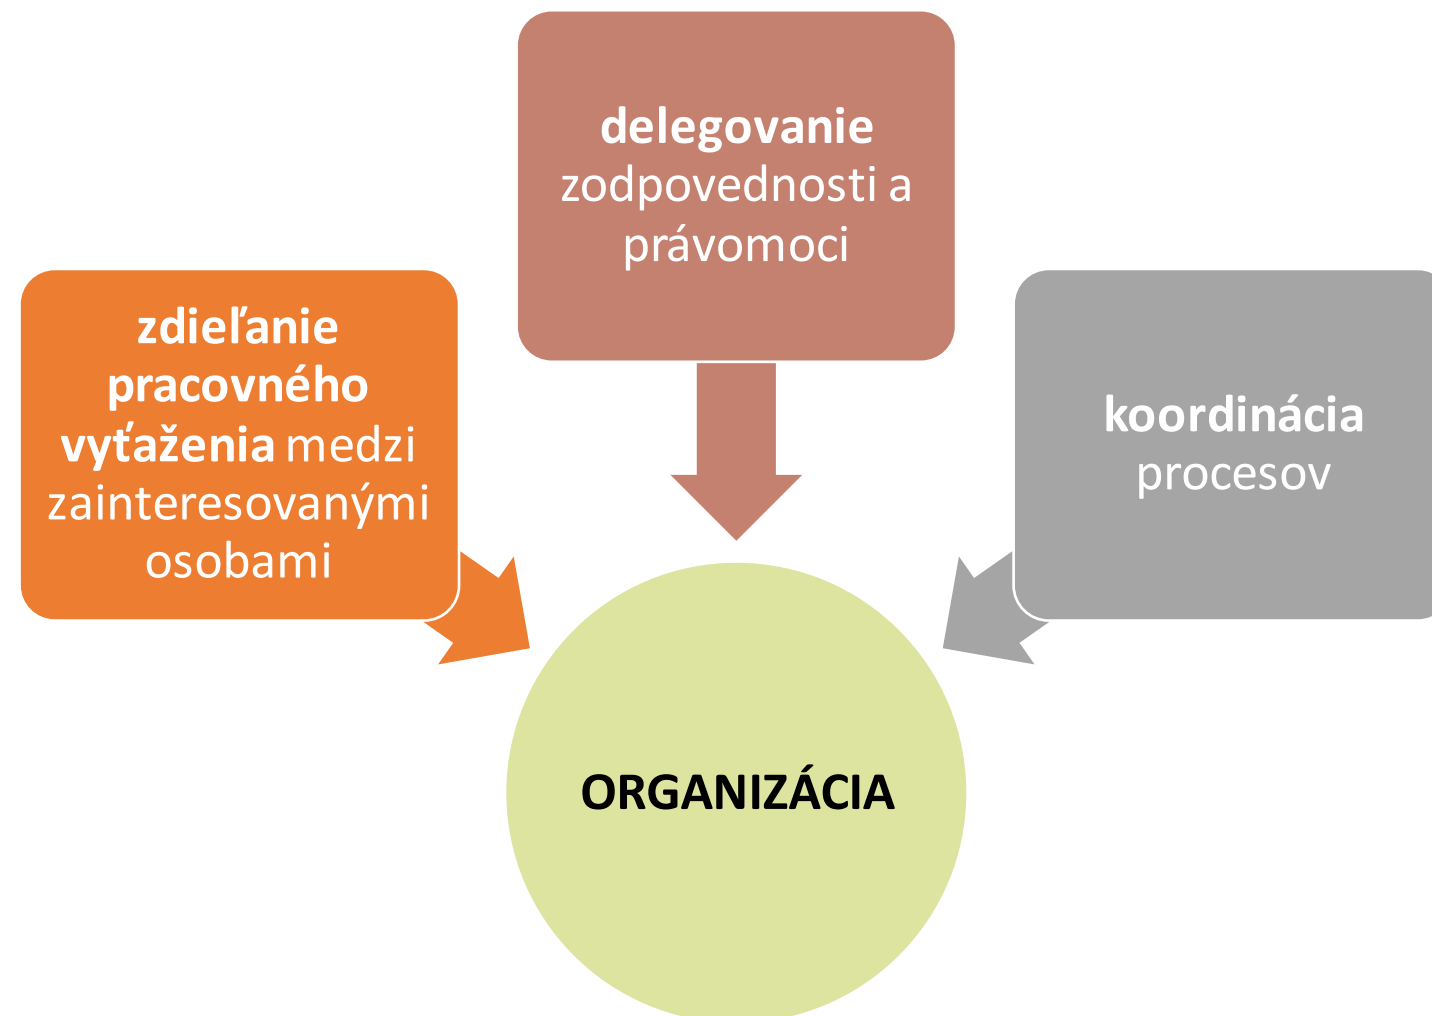 delegovanie
zodpovednosti a
právomoci
zdieľanie
pracovného
vyťaženia medzi
zainteresovanými
osobami
koordinácia
procesov
ORGANIZÁCIA